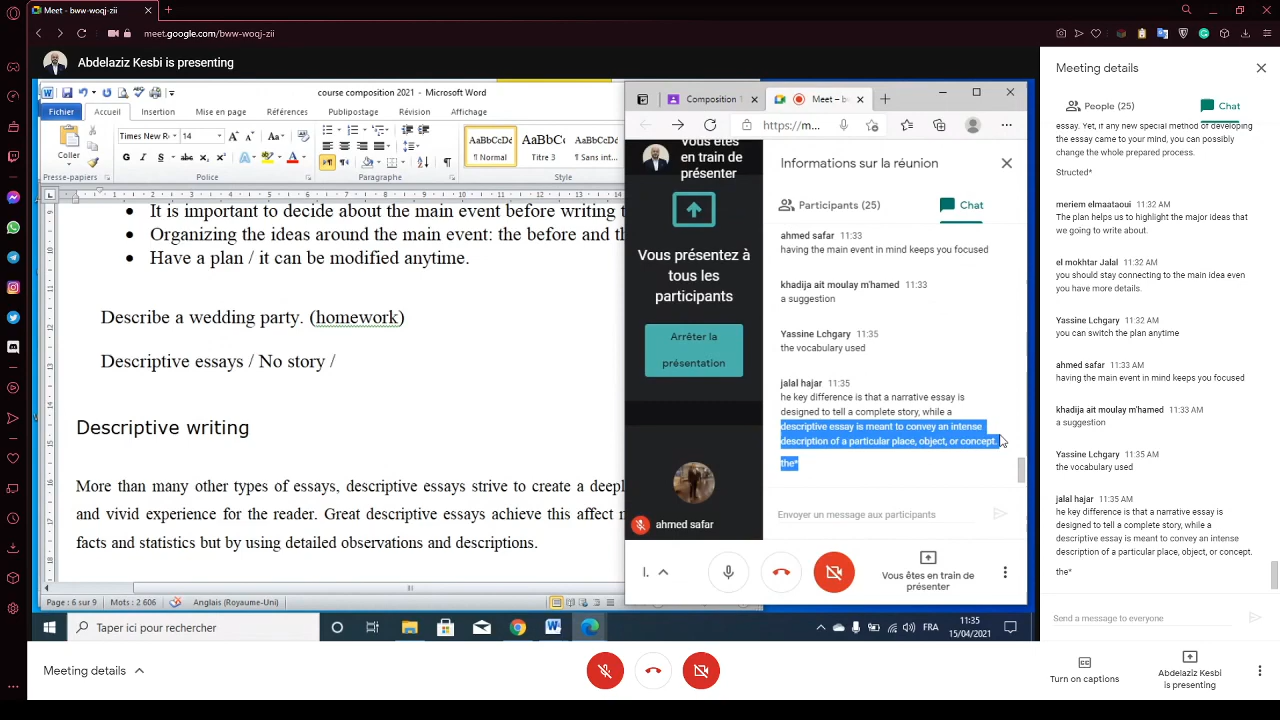 Meet - bww-woqj-zii
meet.google.com/bww-woqj-zii
Abdelaziz Kesbi is presenting
course composition 2021 - Microsoft Word
Fichier Accueil Insertion Mise en page Références Publipostage Révision Affichage
Coller
Times New R 14
AaBbCcD AaBbC AaBbCcD
¶ Normal Titre 3 ¶ Sans int...
Presse-papiers Police Paragraphe Style
It is important to decide about the main event before writing t
Organizing the ideas around the main event: the before and th
Have a plan / it can be modified anytime.
Describe a wedding party. (homework)
Descriptive essays / No story /
Descriptive writing
More than many other types of essays, descriptive essays strive to create a deepl
and vivid experience for the reader. Great descriptive essays achieve this affect n
facts and statistics but by using detailed observations and descriptions.
Page : 6 sur 9 Mots : 2 606 Anglais (Royaume-Uni)
Composition 1
Meet – b
https://m...
Vous êtes
en train de
présenter
Vous présentez à
tous les
participants
Arrêter la
présentation
ahmed safar
Informations sur la réunion
Participants (25) Chat
ahmed safar 11:33
having the main event in mind keeps you focused
khadija ait moulay m'hamed 11:33
a suggestion
Yassine Lchgary 11:35
the vocabulary used
jalal hajar 11:35
he key difference is that a narrative essay is
designed to tell a complete story, while a
descriptive essay is meant to convey an intense
description of a particular place, object, or concept.
the*
Envoyer un message aux participants
I.
Vous êtes en train de
présenter
Taper ici pour rechercher
FRA
11:35
15/04/2021
Meeting details
People (25) Chat
essay. Yet, if any new special method of developing
the essay came to your mind, you can possibly
change the whole prepared process.
Structed*
meriem elmaataoui 11:32 AM
The plan helps us to highlight the major ideas that
we going to write about.
el mokhtar Jalal 11:32 AM
you should stay connecting to the main idea even
you have more details.
Yassine Lchgary 11:32 AM
you can switch the plan anytime
ahmed safar 11:33 AM
having the main event in mind keeps you focused
khadija ait moulay m'hamed 11:33 AM
a suggestion
Yassine Lchgary 11:35 AM
the vocabulary used
jalal hajar 11:35 AM
he key difference is that a narrative essay is
designed to tell a complete story, while a
descriptive essay is meant to convey an intense
description of a particular place, object, or concept.
the*
Send a message to everyone
Meeting details
Turn on captions
Abdelaziz Kesbi
is presenting